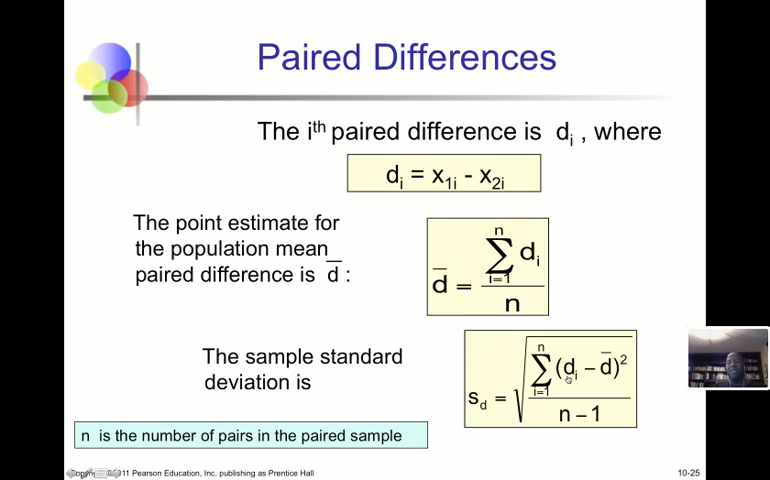 Paired Differences
The ith paired difference is di , where
di = x1i - x2i
The point estimate for
the population mean
paired difference is d̅ :
d̅ = n ∑ i=1 di / n
The sample standard
deviation is
sd = √ n ∑ i=1 (di – d̅)2 / n – 1
n is the number of pairs in the paired sample
11 Pearson Education, Inc. publishing as Prentice Hall
10-25